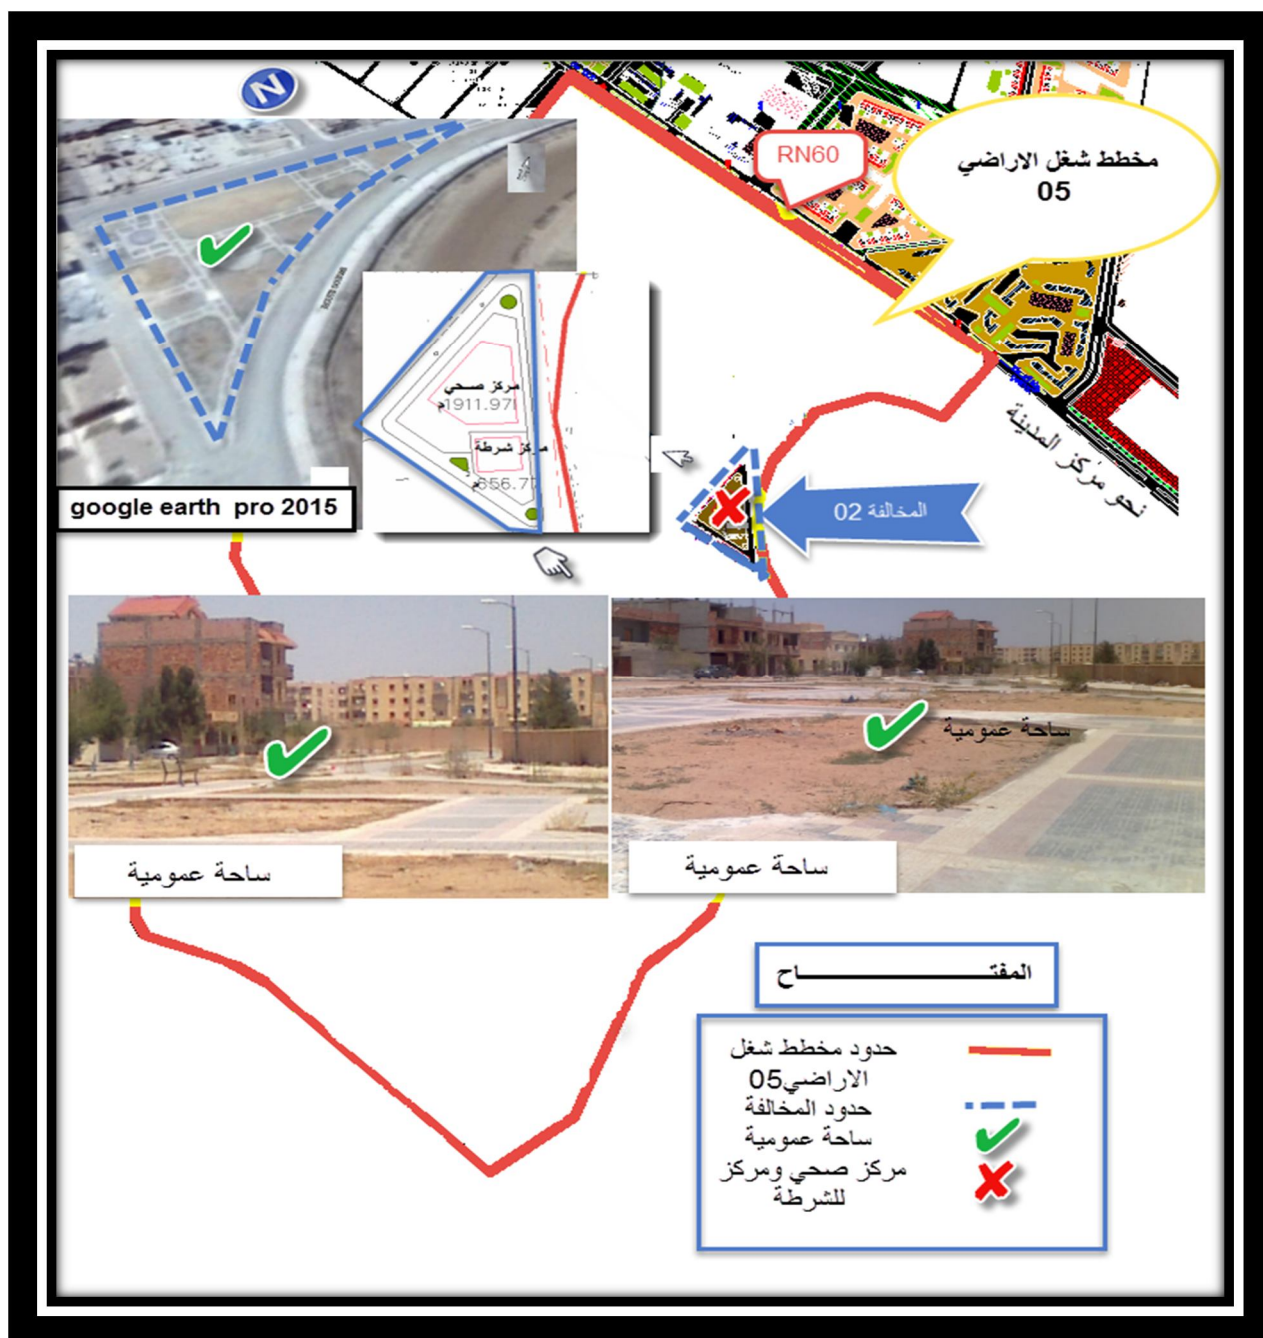 N
RN60
مخطط شغل الاراضي
05
مركز صحي
1911.97م
مركز شرطة
نحو مركز المدينة
المخالفة 02
google earth pro 2015
ساحة عمومية
ساحة عمومية
ساحة عمومية
المفتـــــــــــــاح
حدود مخطط شغل
الاراضي05
حدود المخالفة
ساحة عمومية
مركز صحي ومركز
للشرطة